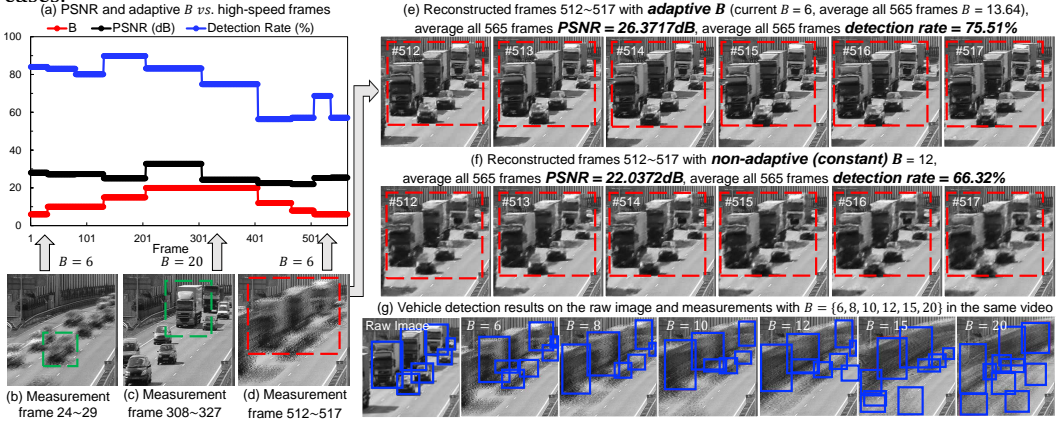 cases.
(a) PSNR and adaptive B vs. high-speed frames
B PSNR (dB) Detection Rate (%)
100
80
60
40
20
0
1 101 201 301 401 501
Frame
B = 6 B = 20 B = 6
(b) Measurement
frame 24~29
(c) Measurement
frame 308~327
(d) Measurement
frame 512~517
(e) Reconstructed frames 512~517 with adaptive B (current B = 6, average all 565 frames B = 13.64),
average all 565 frames PSNR = 26.3717dB, average all 565 frames detection rate = 75.51%
#512 #513 #514 #515 #516 #517
(f) Reconstructed frames 512~517 with non-adaptive (constant) B = 12,
average all 565 frames PSNR = 22.0372dB, average all 565 frames detection rate = 66.32%
#512 #513 #514 #515 #516 #517
(g) Vehicle detection results on the raw image and measurements with B = {6, 8, 10, 12, 15, 20} in the same video
Raw Image B = 6 B = 8 B = 10 B = 12 B = 15 B = 20